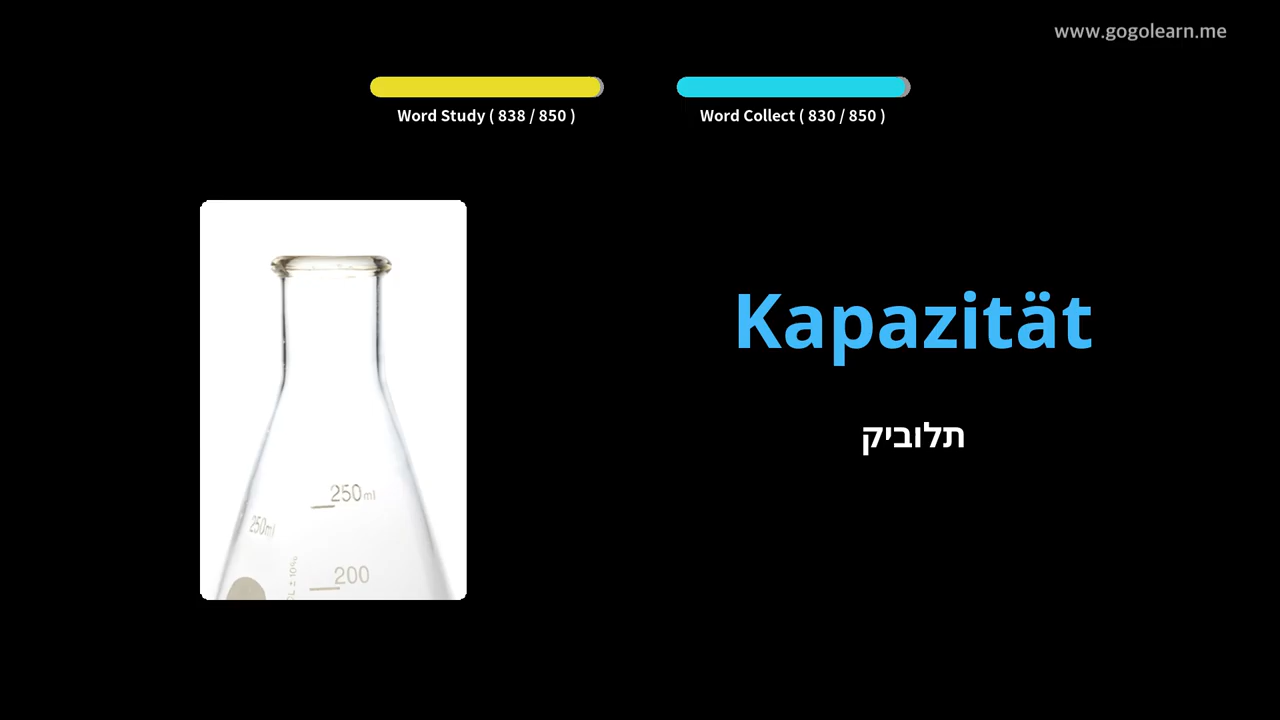 www.gogolearn.me
Word Study ( 838 / 850 )
Word Collect ( 830 / 850 )
Kapazität
תלוביק
250ml
250ml
200